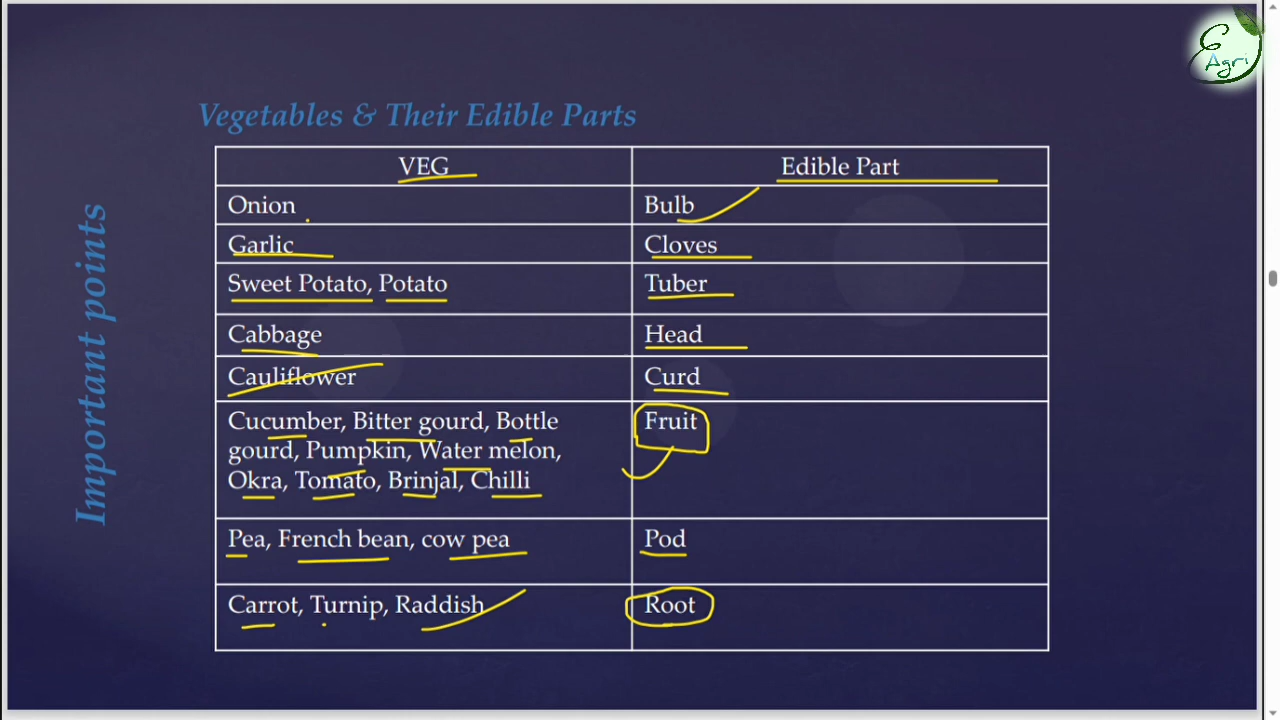 E Agri
Vegetables & Their Edible Parts
Important points
VEG Edible Part
Onion Bulb
Garlic Cloves
Sweet Potato, Potato Tuber
Cabbage Head
Cauliflower Curd
Cucumber, Bitter gourd, Bottle Fruit
gourd, Pumpkin, Water melon,
Okra, Tomato, Brinjal, Chilli
Pea, French bean, cow pea Pod
Carrot, Turnip, Raddish Root